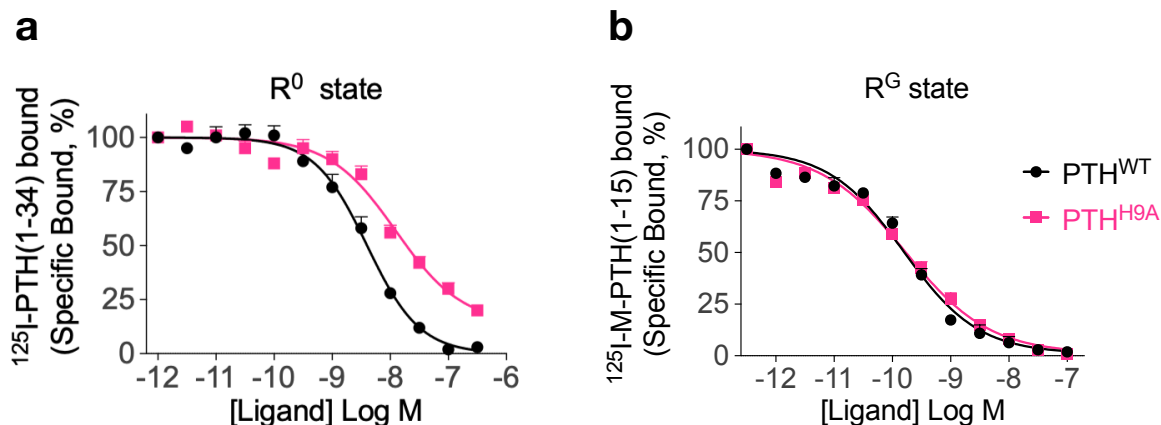 a
R⁰ state
¹²⁵I-PTH(1-34) bound
(Specific Bound, %)
100
75
50
25
0
-12 -11 -10 -9 -8 -7 -6
[Ligand] Log M
b
Rᴳ state
¹²⁵I-M-PTH(1-15) bound
(Specific Bound, %)
100
75
50
25
0
-12 -11 -10 -9 -8 -7
[Ligand] Log M
PTHᵂᵀ
PTHᴴ⁹ᴬ